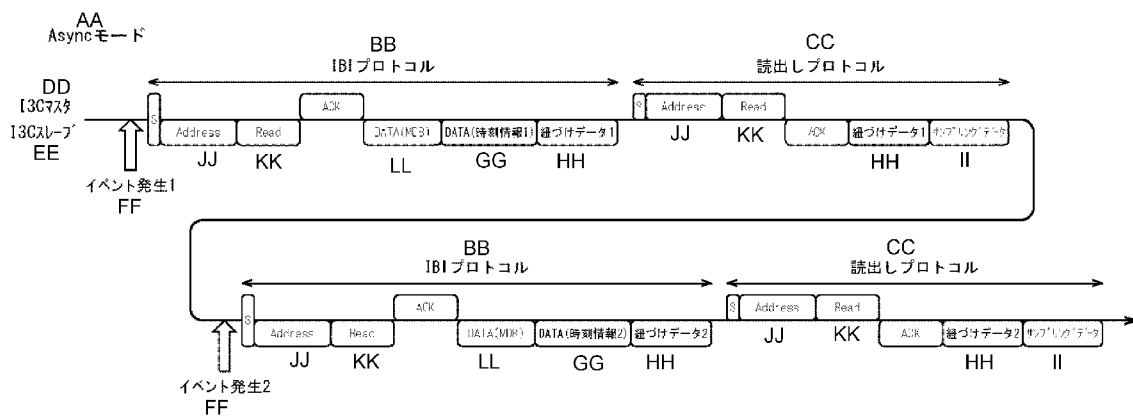 AA
Asyncモード
BB
IBIプロトコル
CC
読出しプロトコル
DD
I3Cマスタ
I3Cスレーブ
EE
S
Address
Read
ACK
DATA(MDB)
DATA(時刻情報1)
紐づけデータ1
S
Address
Read
ACK
紐づけデータ1
サンプリングデータ
JJ
KK
LL
GG
HH
JJ
KK
HH
II
イベント発生1
FF
BB
IBIプロトコル
CC
読出しプロトコル
S
Address
Read
ACK
DATA(MDB)
DATA(時刻情報2)
紐づけデータ2
S
Address
Read
ACK
紐づけデータ2
サンプリングデータ
JJ
KK
LL
GG
HH
JJ
KK
HH
II
イベント発生2
FF